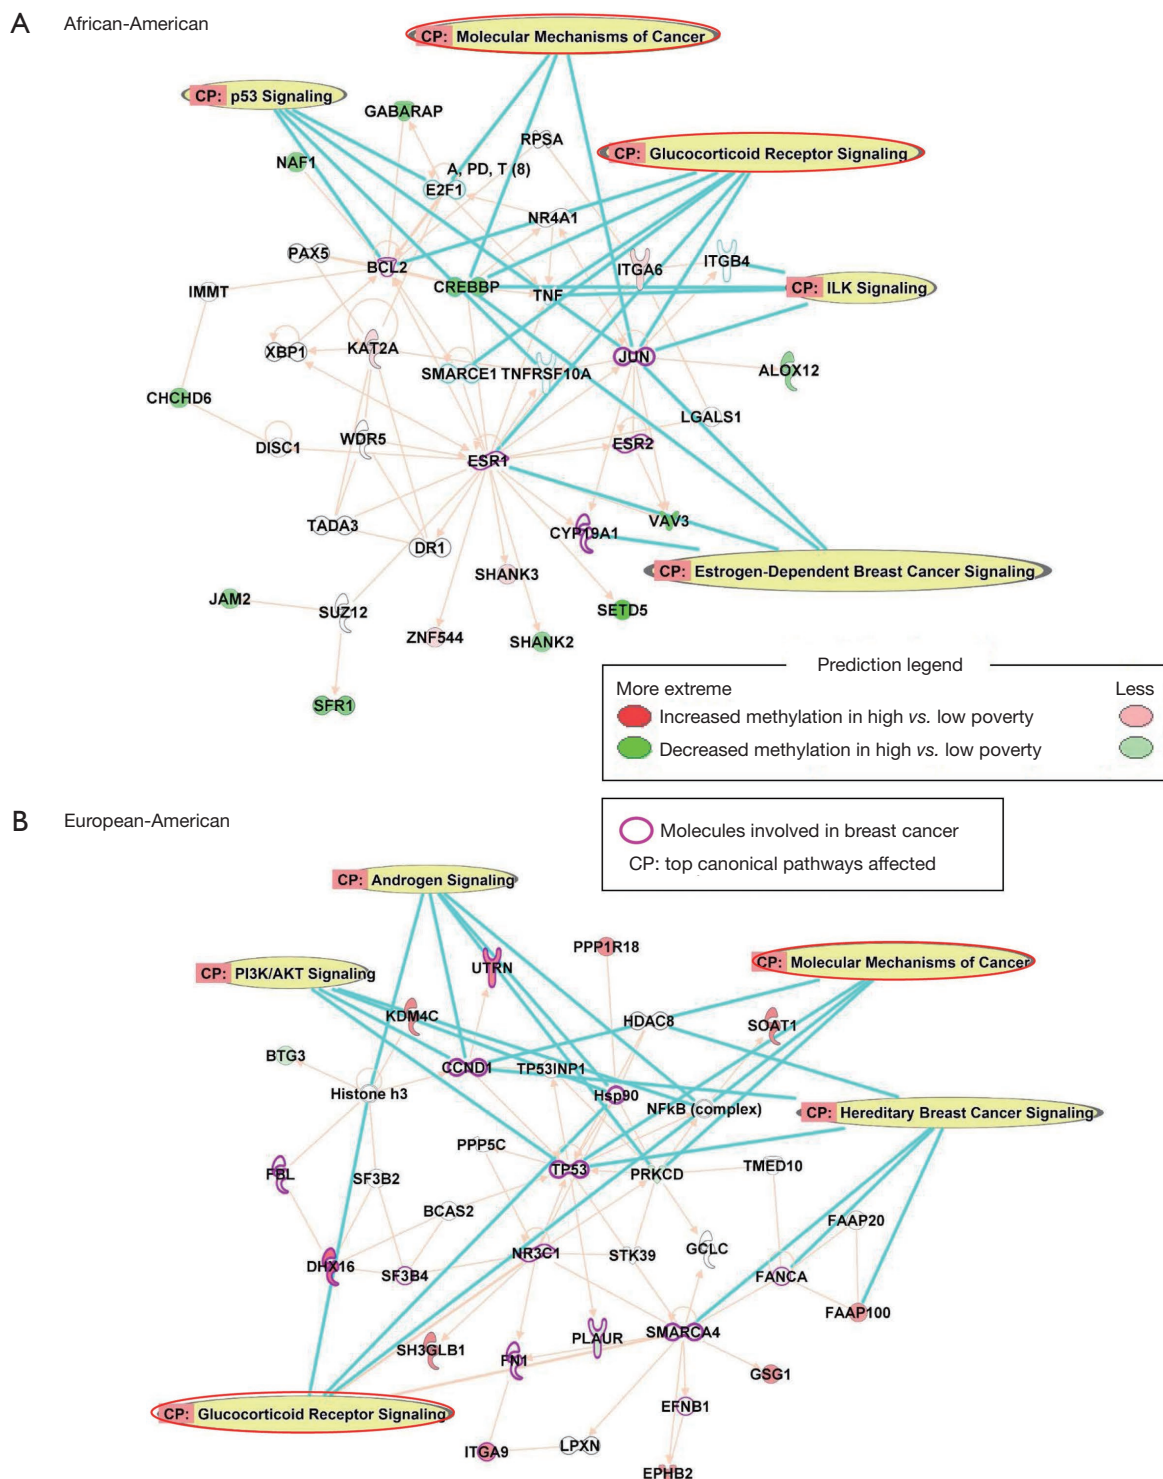 A African-American
CP: Molecular Mechanisms of Cancer
CP: p53 Signaling
GABARAP
RPSA
CP: Glucocorticoid Receptor Signaling
NAF1
A, PD, T (8)
E2F1
NR4A1
PAX5
BCL2
ITGA6
ITGB4
CREBBP
TNF
CP: ILK Signaling
IMMT
XBP1
KAT2A
JUN
SMARCE1
TNFRSF10A
ALOX12
CHCHD6
LGALS1
DISC1
WDR5
ESR2
ESR1
TADA3
CYP19A1
VAV3
DR1
SHANK3
CP: Estrogen-Dependent Breast Cancer Signaling
JAM2
SUZ12
SETD5
ZNF544
SHANK2
SFR1
Prediction legend
More extreme Less
Increased methylation in high vs. low poverty
Decreased methylation in high vs. low poverty
Molecules involved in breast cancer
CP: top canonical pathways affected
B European-American
CP: Androgen Signaling
PPP1R18
CP: PI3K/AKT Signaling
UTRN
CP: Molecular Mechanisms of Cancer
KDM4C
HDAC8
SOAT1
BTG3
CCND1
TP53INP1
Histone h3
Hsp90
NFkB (complex)
CP: Hereditary Breast Cancer Signaling
PPP5C
FBL
SF3B2
TP53
PRKCD
TMED10
BCAS2
FAAP20
NR3C1
STK39
GCLC
DHX16
SF3B4
FANCA
FAAP100
SH3GLB1
FN1
PLAUR
SMARCA4
GSG1
CP: Glucocorticoid Receptor Signaling
EFNB1
ITGA9
LPXN
EPHB2